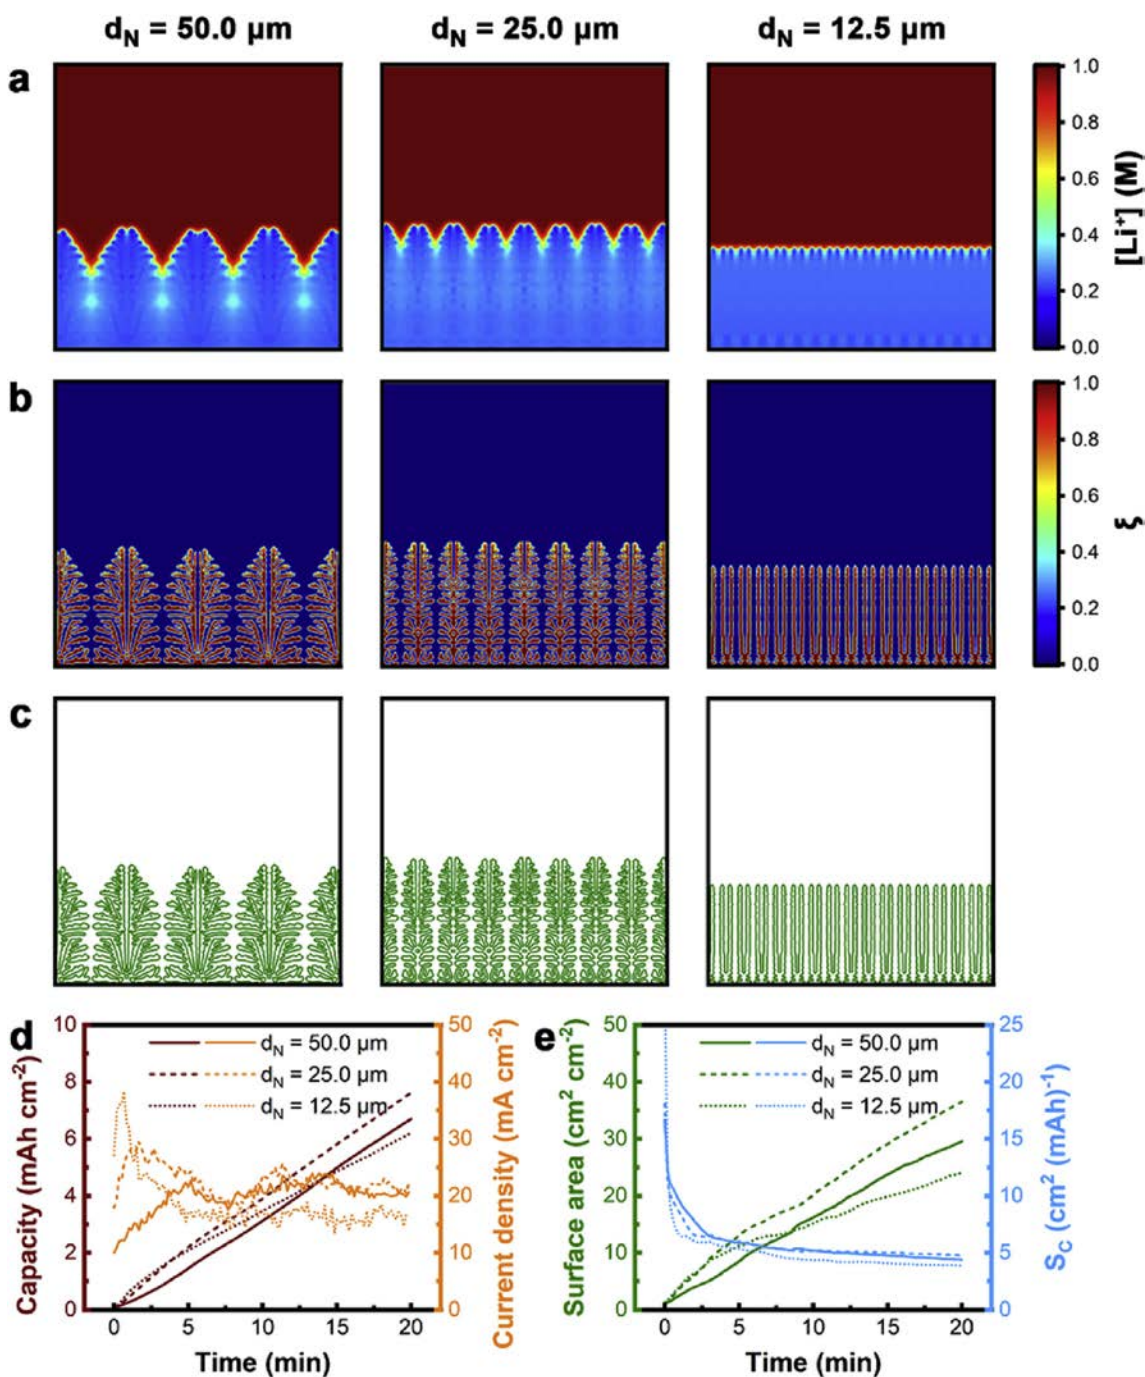 d_N = 50.0 μm
d_N = 25.0 μm
d_N = 12.5 μm
a
1.0
0.8
0.6
0.4
0.2
0.0
[Li⁺] (M)
b
1.0
0.8
0.6
0.4
0.2
0.0
ξ
c
d
10
8
6
4
2
0
Capacity (mAh cm⁻²)
d_N = 50.0 μm
d_N = 25.0 μm
d_N = 12.5 μm
50
40
30
20
10
0
Current density (mA cm⁻²)
0 5 10 15 20
Time (min)
e
50
40
30
20
10
0
Surface area (cm² cm⁻²)
d_N = 50.0 μm
d_N = 25.0 μm
d_N = 12.5 μm
25
20
15
10
5
0
S_C (cm² (mAh)⁻¹)
0 5 10 15 20
Time (min)